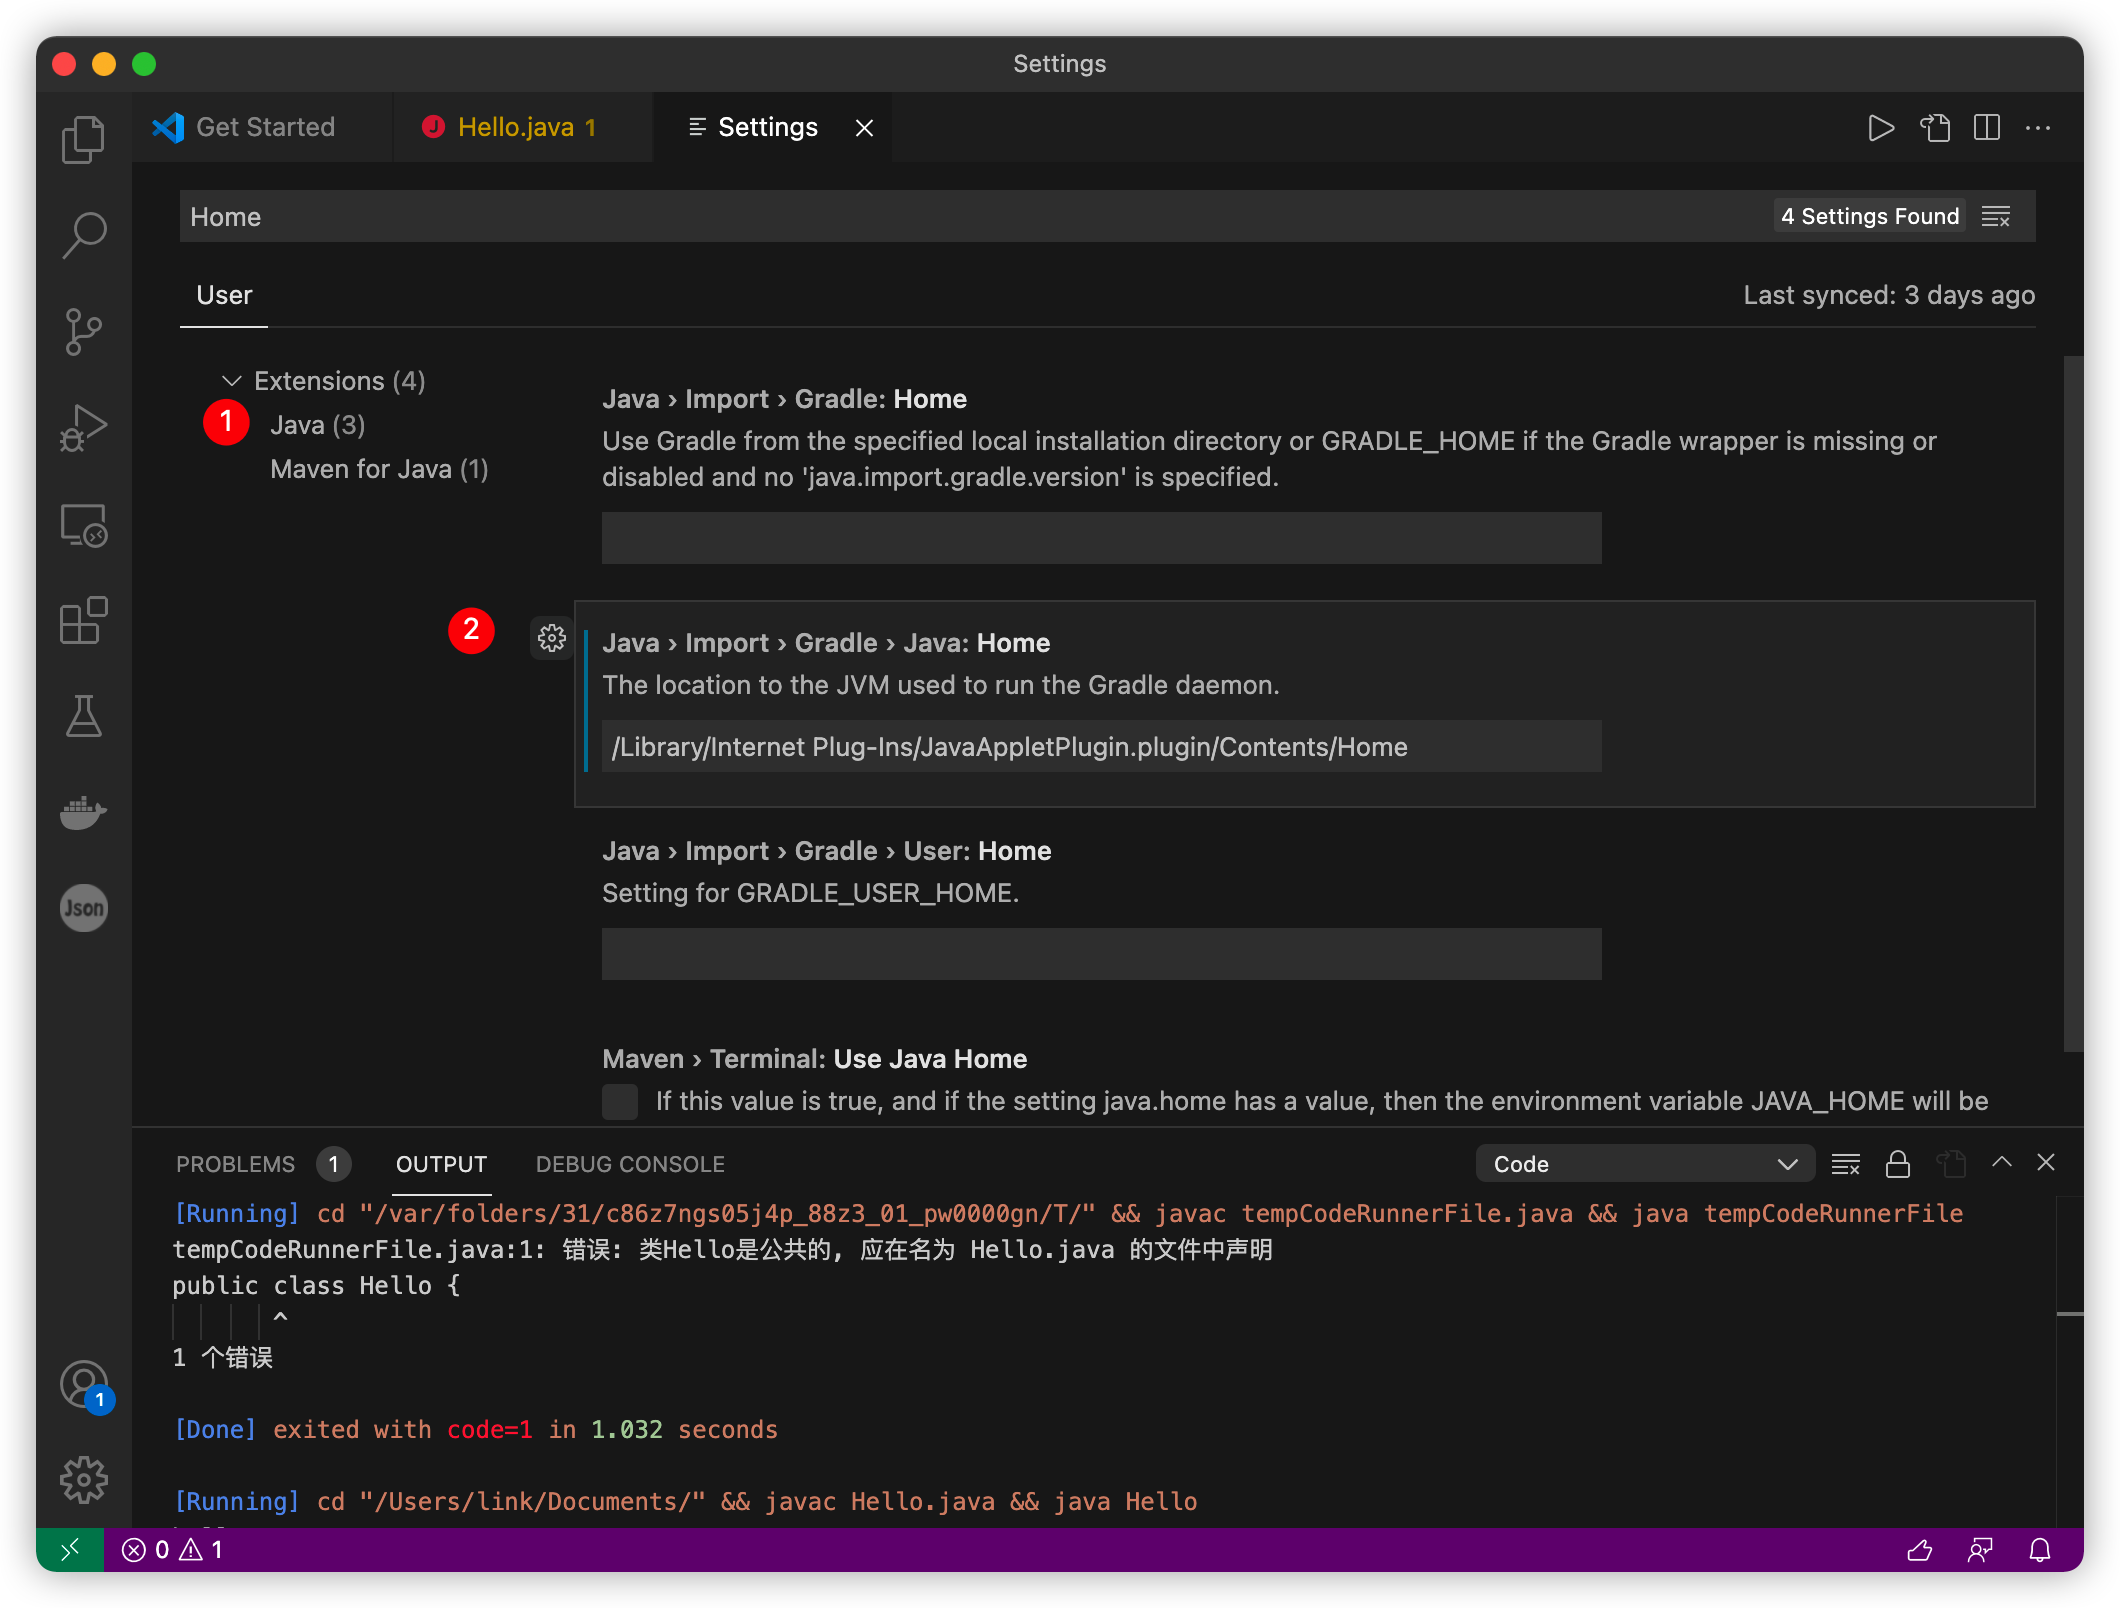 Settings
Get Started
J Hello.java 1
Settings
Home
4 Settings Found
User
Last synced: 3 days ago
Extensions (4)
1
Java (3)
Maven for Java (1)
Java › Import › Gradle: Home
Use Gradle from the specified local installation directory or GRADLE_HOME if the Gradle wrapper is missing or
disabled and no 'java.import.gradle.version' is specified.
2
Java › Import › Gradle › Java: Home
The location to the JVM used to run the Gradle daemon.
/Library/Internet Plug-Ins/JavaAppletPlugin.plugin/Contents/Home
Java › Import › Gradle › User: Home
Setting for GRADLE_USER_HOME.
Json
Maven › Terminal: Use Java Home
If this value is true, and if the setting java.home has a value, then the environment variable JAVA_HOME will be
PROBLEMS 1 OUTPUT DEBUG CONSOLE
Code
[Running] cd "/var/folders/31/c86z7ngs05j4p_88z3_01_pw0000gn/T/" && javac tempCodeRunnerFile.java && java tempCodeRunnerFile
tempCodeRunnerFile.java:1: 错误: 类Hello是公共的, 应在名为 Hello.java 的文件中声明
public class Hello {
^
1 个错误
1
[Done] exited with code=1 in 1.032 seconds
[Running] cd "/Users/link/Documents/" && javac Hello.java && java Hello
0 1